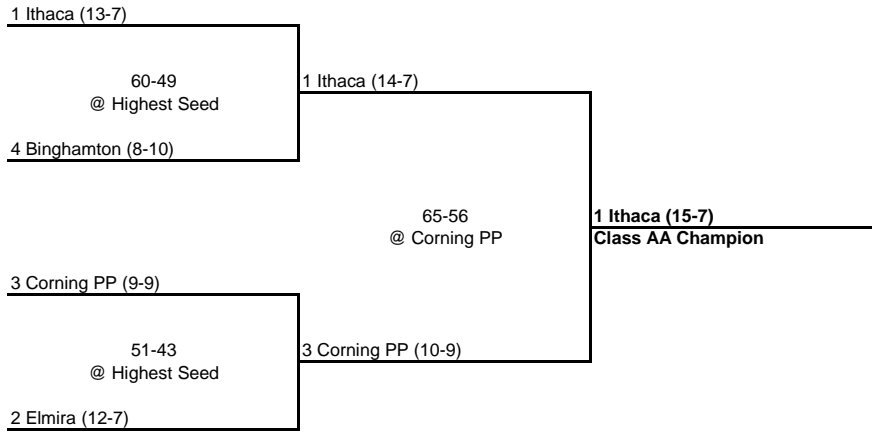 1 Ithaca (13-7)
60-49
@ Highest Seed
1 Ithaca (14-7)
4 Binghamton (8-10)
65-56
@ Corning PP
1 Ithaca (15-7)
Class AA Champion
3 Corning PP (9-9)
51-43
@ Highest Seed
3 Corning PP (10-9)
2 Elmira (12-7)